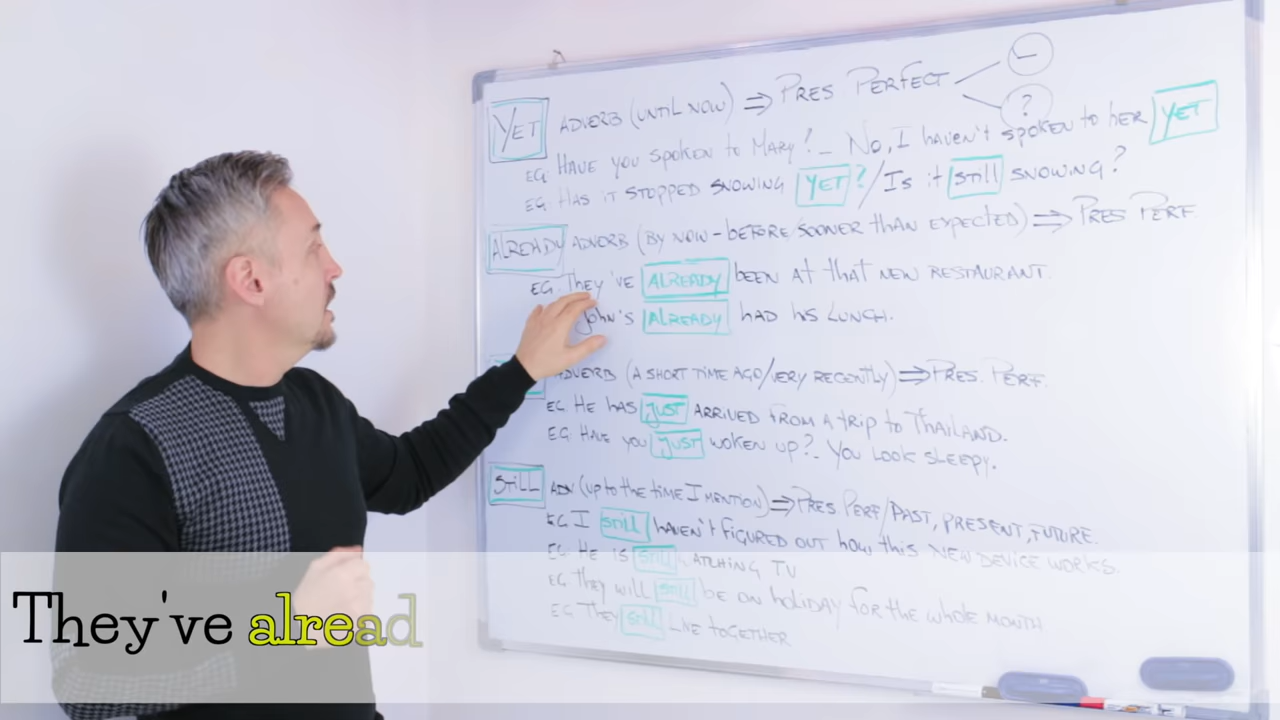 YET ADVERB (UNTIL NOW) ⇒ PRES PERFECT – ?
EG. HAVE YOU SPOKEN TO MARY? _ NO, I HAVEN'T SPOKEN TO HER YET
EG. HAS IT STOPPED SNOWING YET? / IS IT STILL SNOWING?
ALREADY ADVERB (BY NOW - BEFORE/SOONER THAN EXPECTED) ⇒ PRES PERF.
EG. THEY'VE ALREADY BEEN AT THAT NEW RESTAURANT.
JOHN'S ALREADY HAD HIS LUNCH.
ADVERB (A SHORT TIME AGO/VERY RECENTLY) ⇒ PRES. PERF.
EG. HE HAS JUST ARRIVED FROM A TRIP TO THAILAND.
EG. HAVE YOU JUST WOKEN UP? _ YOU LOOK SLEEPY.
STILL ADV (UP TO THE TIME I MENTION) ⇒ PRES PERF/PAST, PRESENT, FUTURE.
EG. I STILL HAVEN'T FIGURED OUT HOW THIS NEW DEVICE WORKS.
EG. HE IS STILL WATCHING TV
EG. THEY WILL STILL BE ON HOLIDAY FOR THE WHOLE MONTH
EG. THEY STILL LIVE TOGETHER
They've alread